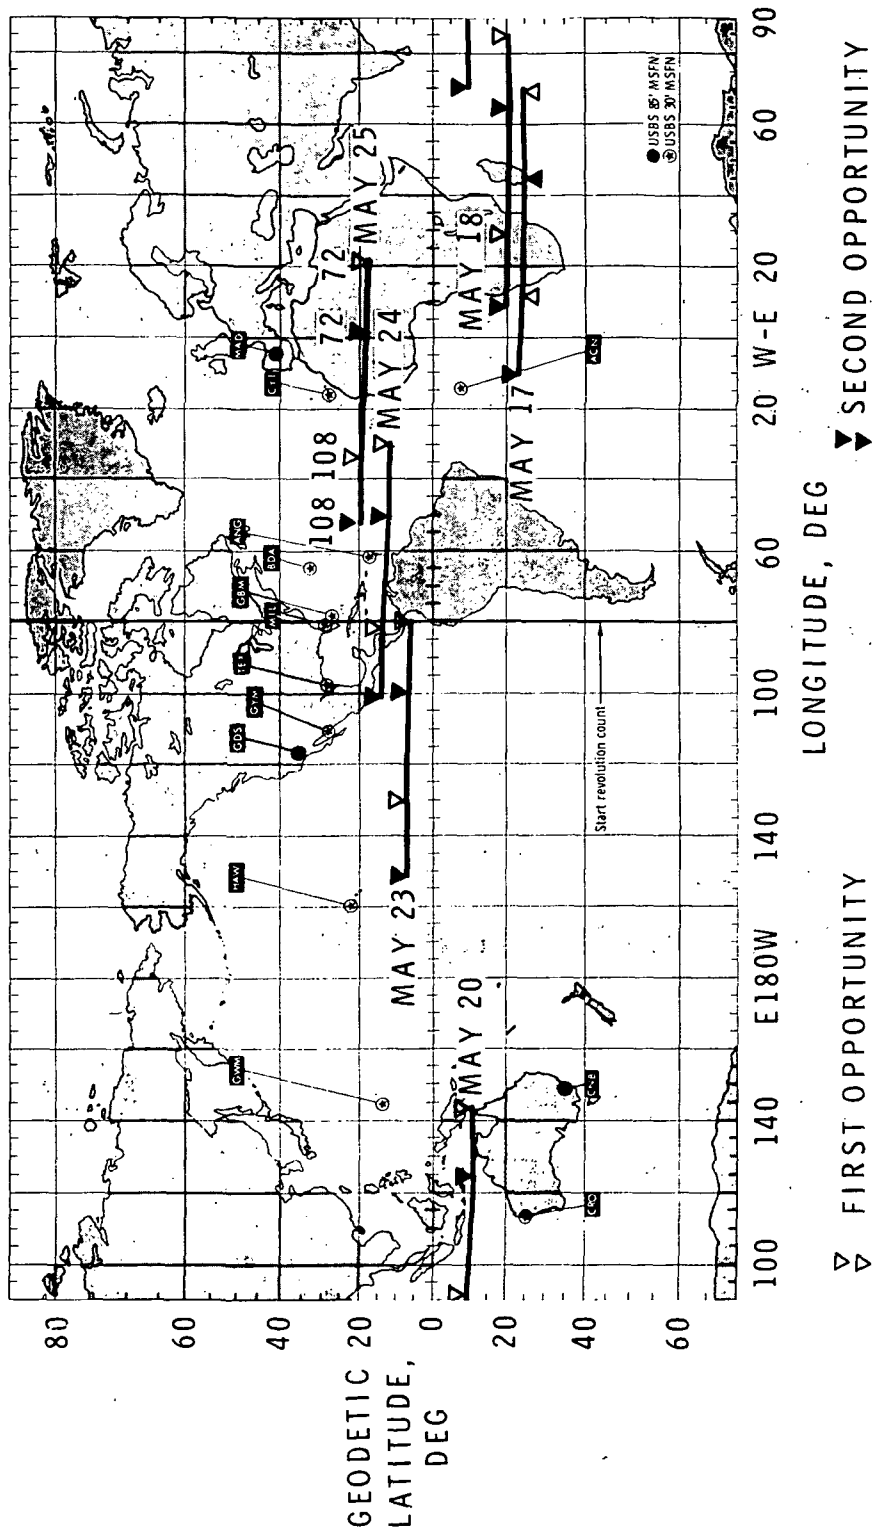 80
60
40
20
0
20
40
60
GEODETIC
LATITUDE,
DEG
GWM
HAW
GDS
GYM
TEX
MIL
GBM
BDA
ANG
CYI
MAD
108 108
72 72
MAY 25
MAY 24
MAY 23
MAY 20
MAY 18
MAY 17
CRO
CNB
ACN
Start revolution count
USBS 85' MSFN
USBS 30' MSFN
100 140 E180W 140 100 60 20 W-E 20 60 90
LONGITUDE, DEG
FIRST OPPORTUNITY
SECOND OPPORTUNITY